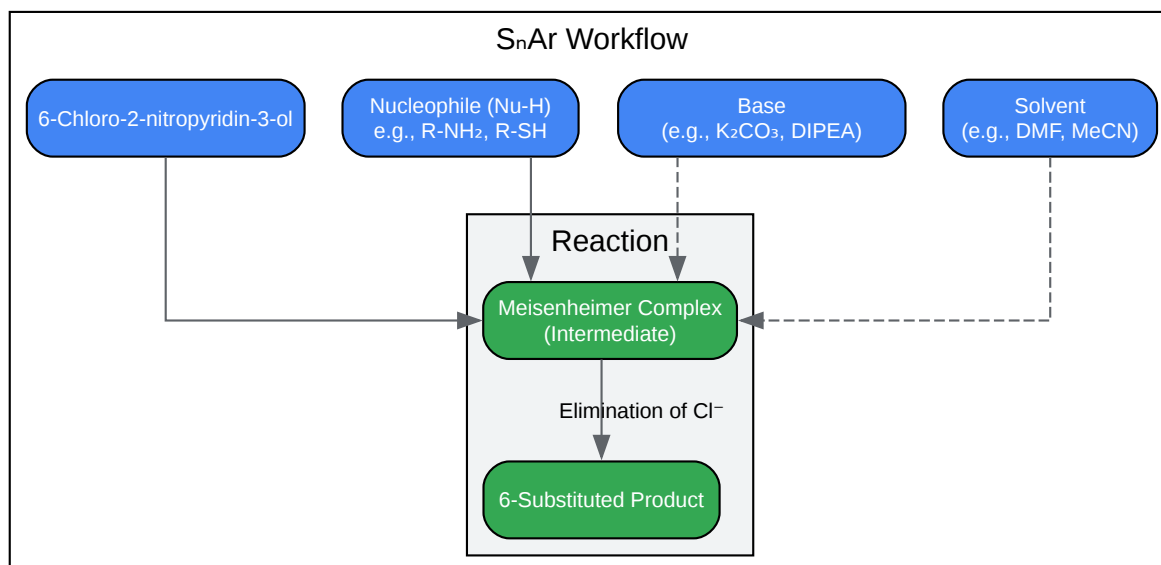 SₙAr Workflow
6-Chloro-2-nitropyridin-3-ol
Nucleophile (Nu-H)
e.g., R-NH₂, R-SH
Base
(e.g., K₂CO₃, DIPEA)
Solvent
(e.g., DMF, MeCN)
Reaction
Meisenheimer Complex
(Intermediate)
Elimination of Cl⁻
6-Substituted Product